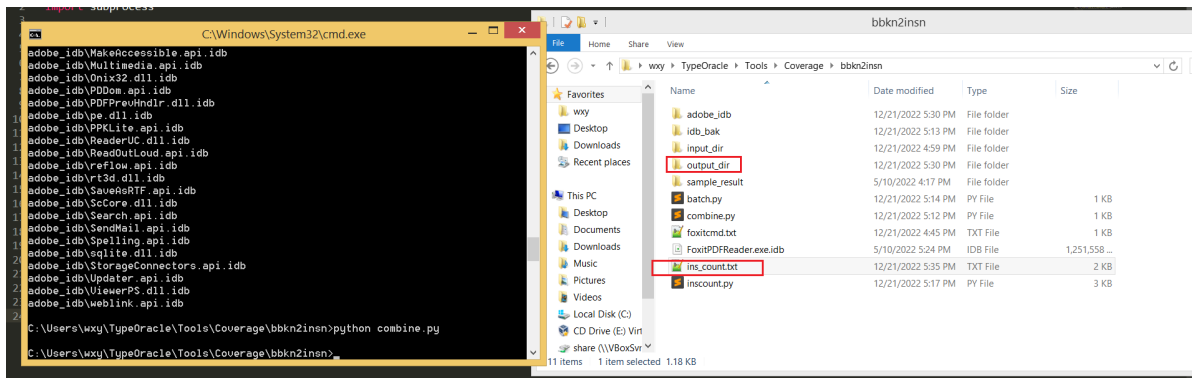 import subprocess
C:\Windows\System32\cmd.exe
adobe_idb\MakeAccessible.api.idb
adobe_idb\Multimedia.api.idb
adobe_idb\Onix32.dll.idb
adobe_idb\PDDom.api.idb
adobe_idb\PDFPrevHndlr.dll.idb
adobe_idb\pe.dll.idb
adobe_idb\PPKLite.api.idb
adobe_idb\ReaderUC.dll.idb
adobe_idb\ReadOutLoud.api.idb
adobe_idb\reflow.api.idb
adobe_idb\rt3d.dll.idb
adobe_idb\SaveAsRTF.api.idb
adobe_idb\ScCore.dll.idb
adobe_idb\Search.api.idb
adobe_idb\SendMail.api.idb
adobe_idb\Spelling.api.idb
adobe_idb\sqlite.dll.idb
adobe_idb\StorageConnectors.api.idb
adobe_idb\Updater.api.idb
adobe_idb\ViewerPS.dll.idb
adobe_idb\weblink.api.idb
C:\Users\wxy\TypeOracle\Tools\Coverage\bbkn2insn>python combine.py
C:\Users\wxy\TypeOracle\Tools\Coverage\bbkn2insn>
bbkn2insn
File Home Share View
wxy TypeOracle Tools Coverage bbkn2insn
Favorites
wxy
Desktop
Downloads
Recent places
This PC
Desktop
Documents
Downloads
Music
Pictures
Videos
Local Disk (C:)
CD Drive (E:) Virt
share (\\VBoxSvr
Name Date modified Type Size
adobe_idb 12/21/2022 5:30 PM File folder
idb_bak 12/21/2022 5:13 PM File folder
input_dir 12/21/2022 4:59 PM File folder
output_dir 12/21/2022 5:30 PM File folder
sample_result 5/10/2022 4:17 PM File folder
batch.py 12/21/2022 5:14 PM PY File 1 KB
combine.py 12/21/2022 5:12 PM PY File 1 KB
foxitcmd.txt 12/21/2022 4:45 PM TXT File 1 KB
FoxitPDFReader.exe.idb 5/10/2022 5:24 PM IDB File 1,251,558 ...
ins_count.txt 12/21/2022 5:35 PM TXT File 2 KB
inscount.py 12/21/2022 5:17 PM PY File 3 KB
11 items 1 item selected 1.18 KB